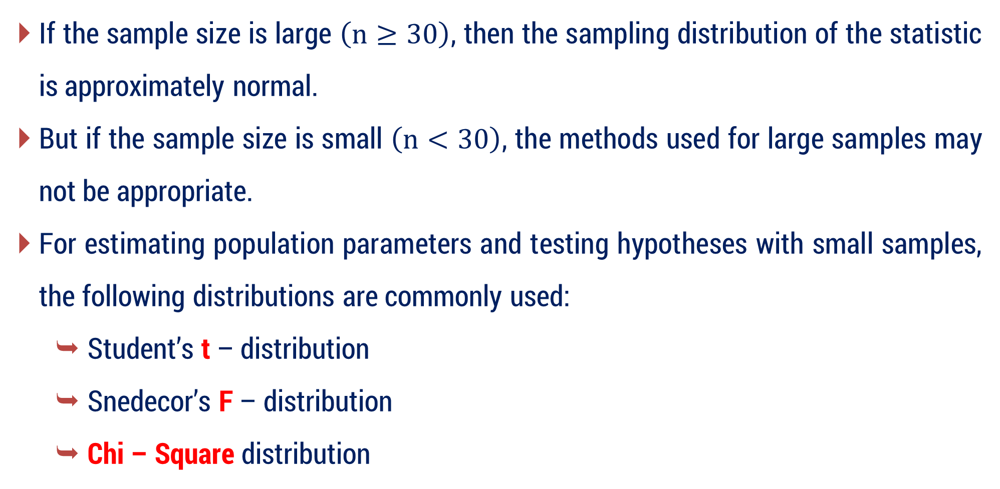 If the sample size is large (n ≥ 30), then the sampling distribution of the statistic
is approximately normal.
But if the sample size is small (n < 30), the methods used for large samples may
not be appropriate.
For estimating population parameters and testing hypotheses with small samples,
the following distributions are commonly used:
Student’s t – distribution
Snedecor’s F – distribution
Chi – Square distribution